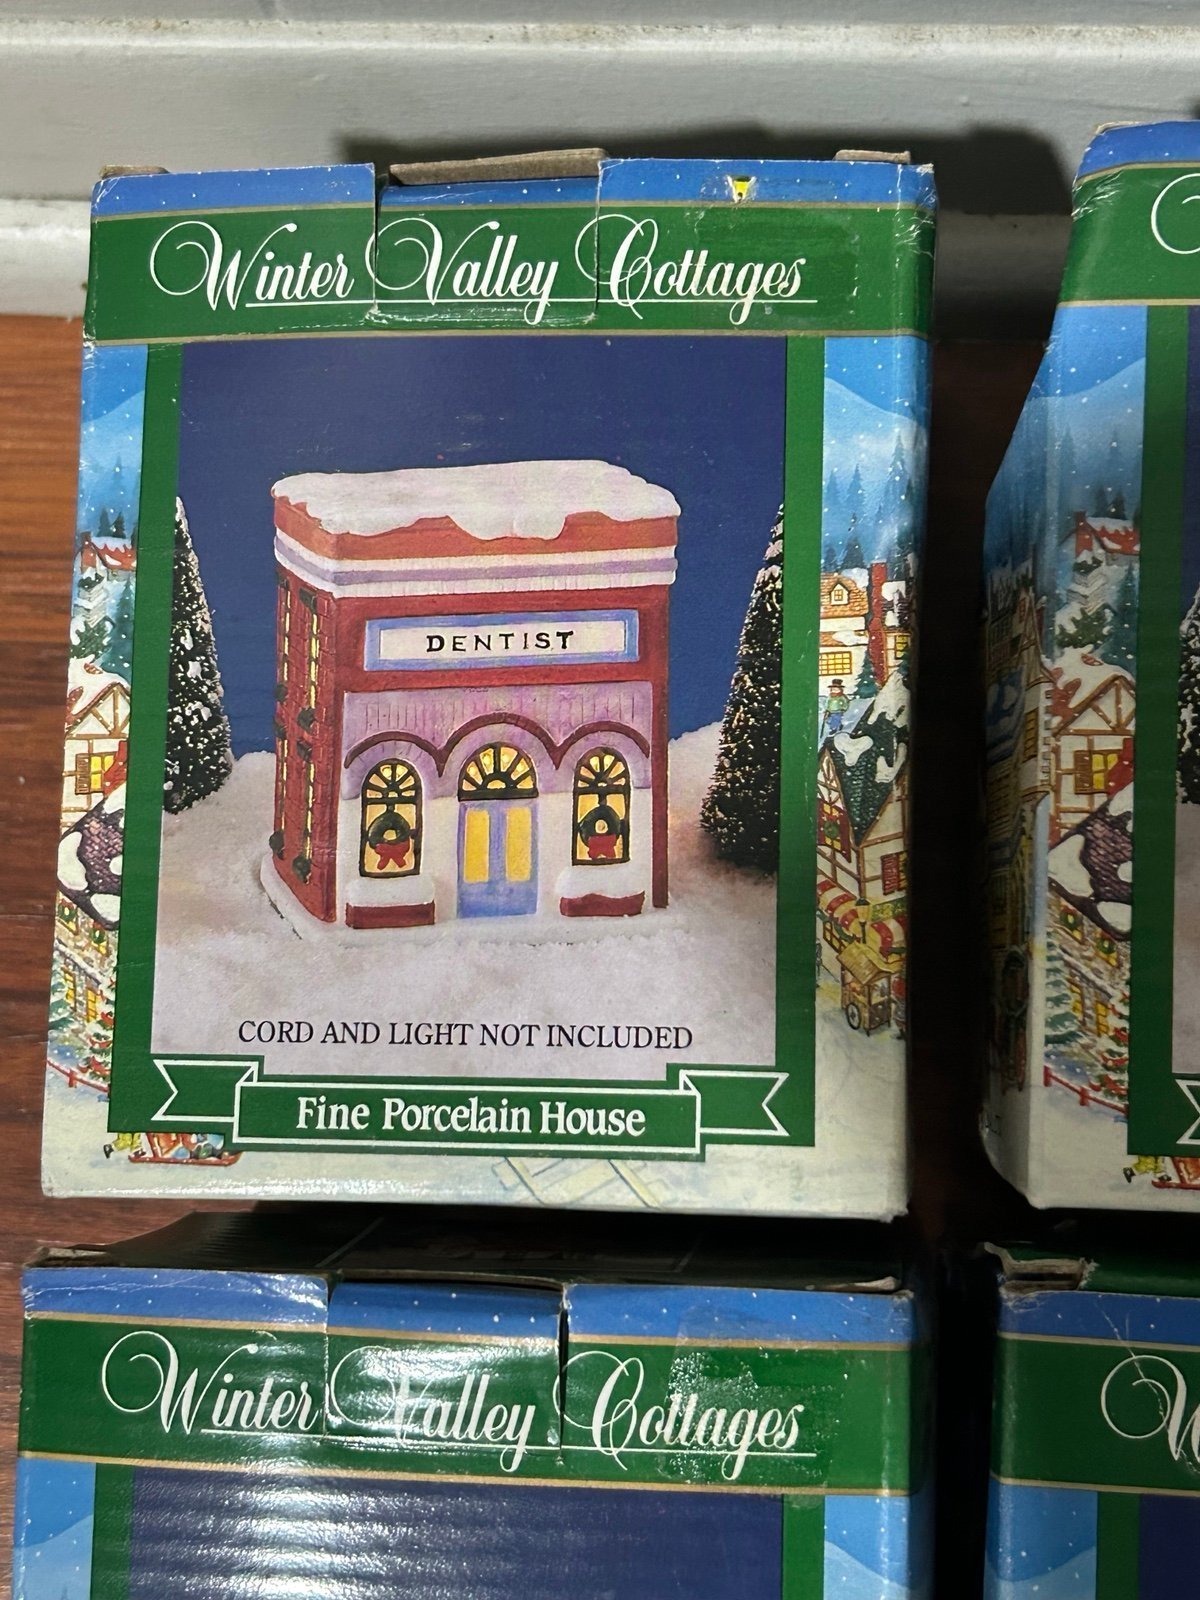 Winter Valley Cottages
DENTIST
CORD AND LIGHT NOT INCLUDED
Fine Porcelain House
Winter Valley Cottages